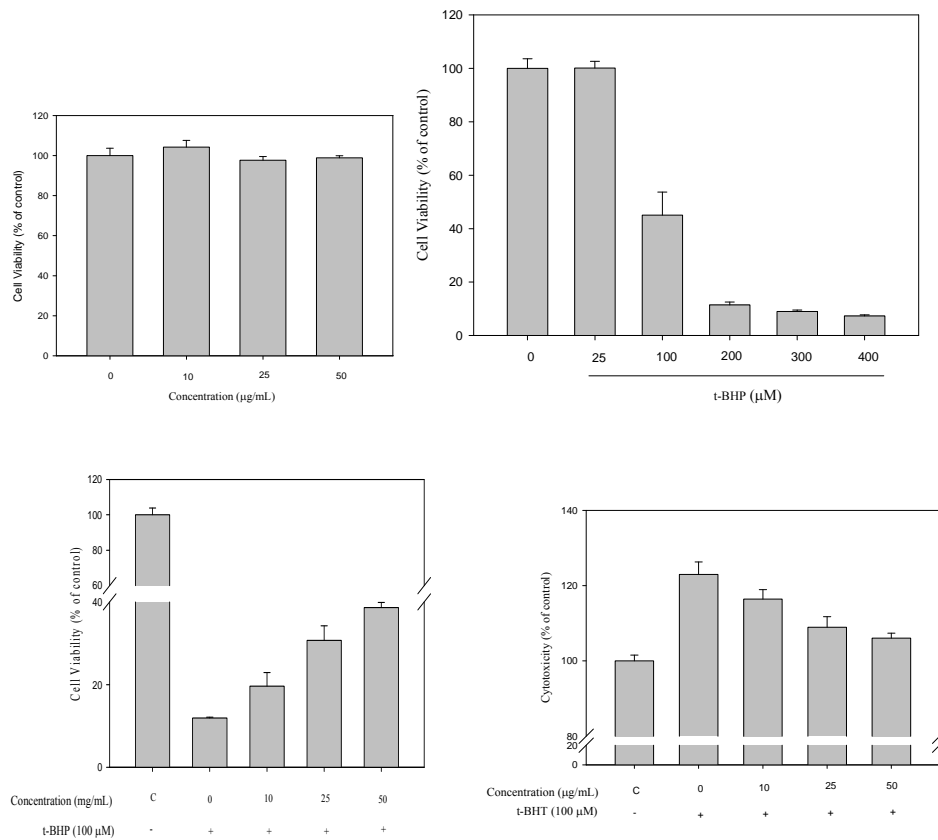 120
100
80
60
40
20
0
Cell Viability (% of control)
0 10 25 50
Concentration (μg/mL)
120
100
80
60
40
20
0
Cell Viability (% of control)
0 25 100 200 300 400
t-BHP (μM)
120
100
80
60
40
20
0
Cell Viability (% of control)
Concentration (mg/mL) C 0 10 25 50
t-BHP (100 μM) - + + + +
140
120
100
80
20
0
Cytotoxicity (% of control)
Concentration (μg/mL) C 0 10 25 50
t-BHT (100 μM) - + + + +